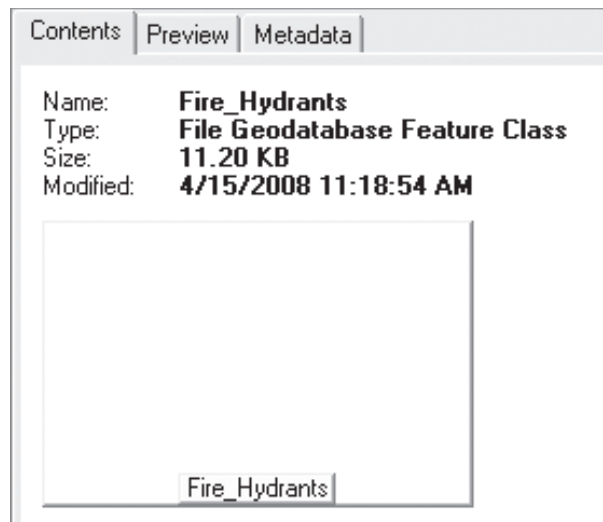 Contents Preview Metadata
Name: Fire_Hydrants
Type: File Geodatabase Feature Class
Size: 11.20 KB
Modified: 4/15/2008 11:18:54 AM
Fire_Hydrants